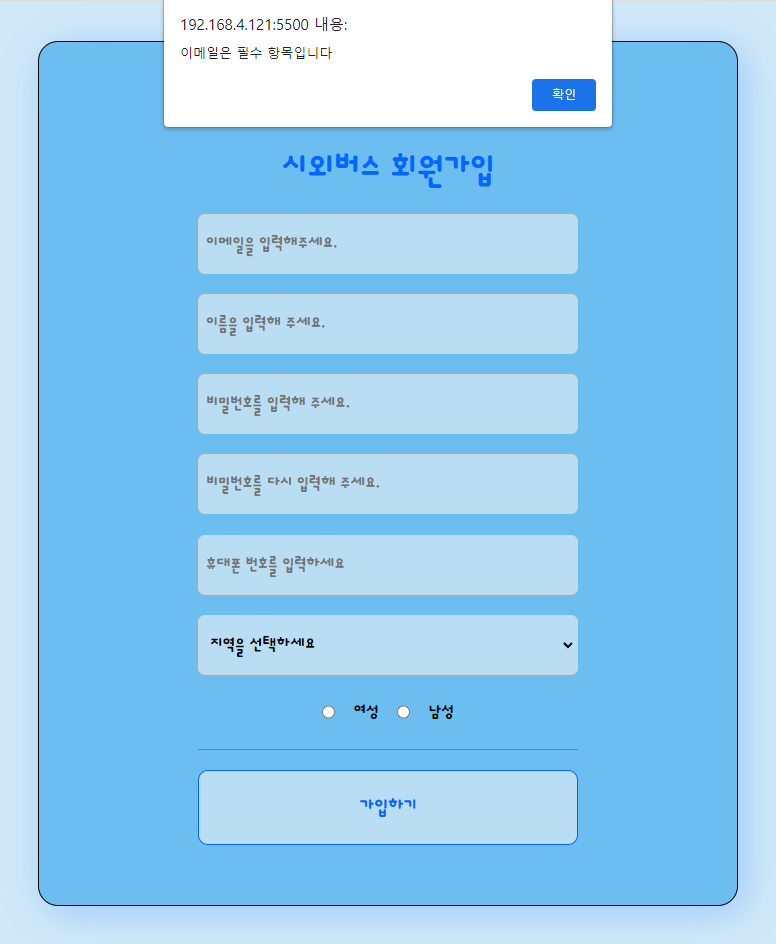 192.168.4.121:5500 내용:
이메일은 필수 항목입니다
확인
시외버스 회원가입
이메일을 입력해주세요.
이름을 입력해 주세요.
비밀번호를 입력해 주세요.
비밀번호를 다시 입력해 주세요.
휴대폰 번호를 입력하세요
지역을 선택하세요
여성 남성
가입하기